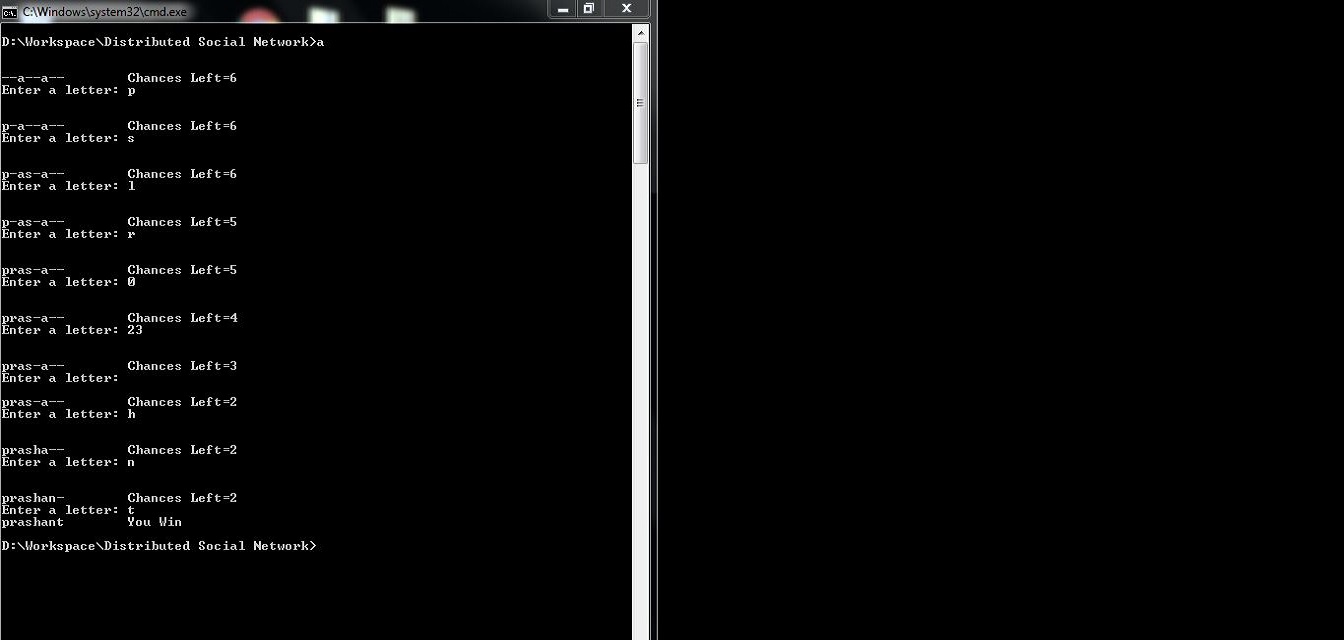 C:\Windows\system32\cmd.exe
D:\Workspace\Distributed Social Network>a
--a--a-- Chances Left=6
Enter a letter: p
p-a--a-- Chances Left=6
Enter a letter: s
p-as-a-- Chances Left=6
Enter a letter: l
p-as-a-- Chances Left=5
Enter a letter: r
pras-a-- Chances Left=5
Enter a letter: 0
pras-a-- Chances Left=4
Enter a letter: 23
pras-a-- Chances Left=3
Enter a letter:
pras-a-- Chances Left=2
Enter a letter: h
prasha-- Chances Left=2
Enter a letter: n
prashan- Chances Left=2
Enter a letter: t
prashant You Win
D:\Workspace\Distributed Social Network>